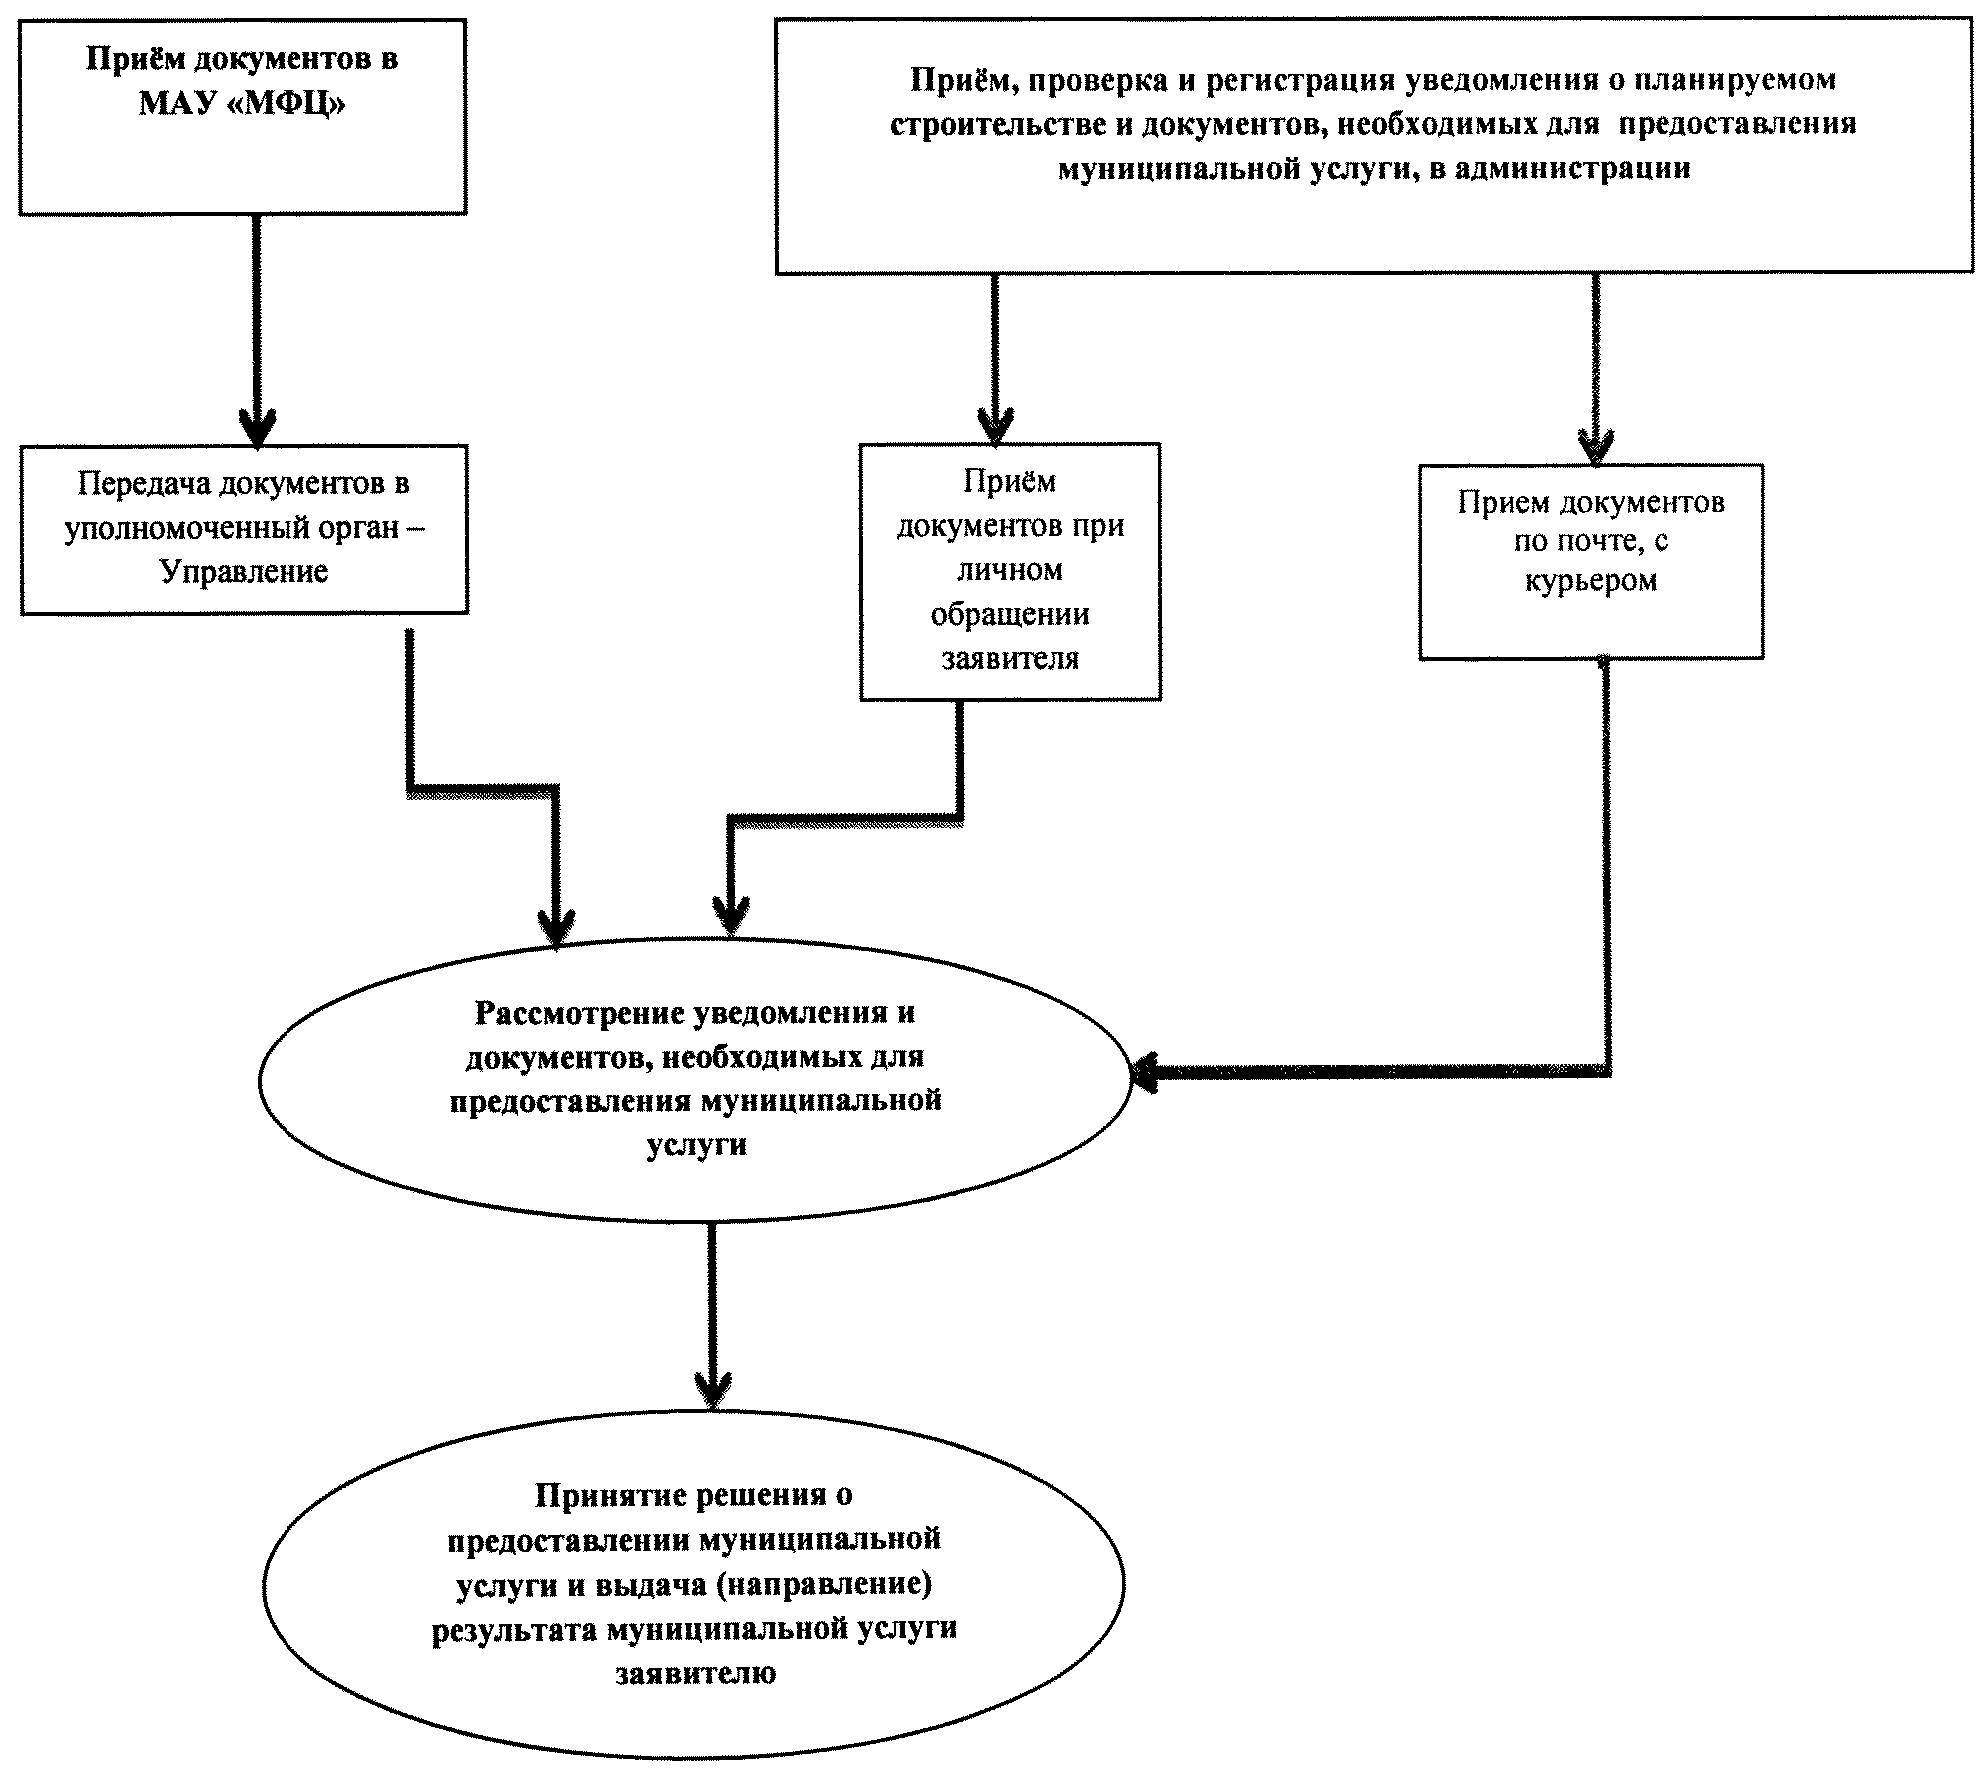 Приём документов в
МАУ «МФЦ»
Приём, проверка и регистрация уведомления о планируемом
строительстве и документов, необходимых для предоставления
муниципальной услуги, в администрации
Передача документов в
уполномоченный орган –
Управление
Приём
документов при
личном
обращении
заявителя
Прием документов
по почте, с
курьером
Рассмотрение уведомления и
документов, необходимых для
предоставления муниципальной
услуги
Принятие решения о
предоставлении муниципальной
услуги и выдача (направление)
результата муниципальной услуги
заявителю